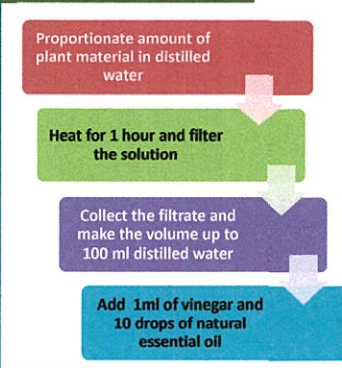 Proportionate amount of
plant material in distilled
water
Heat for 1 hour and filter
the solution
Collect the filtrate and
make the volume up to
100 ml distilled water
Add 1ml of vinegar and
10 drops of natural
essential oil